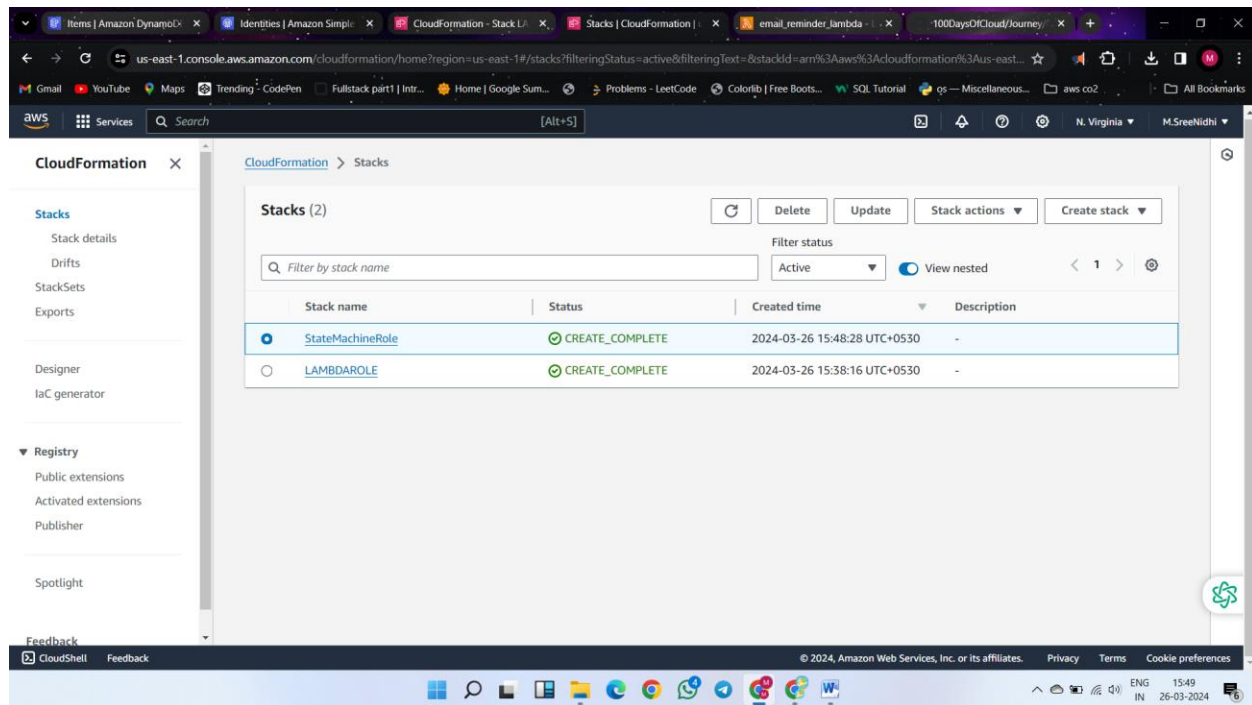 Items | Amazon DynamoD
Identities | Amazon Simple
CloudFormation - Stack LA
Stacks | CloudFormation |
email_reminder_lambda -
100DaysOfCloud/Journey/
us-east-1.console.aws.amazon.com/cloudformation/home?region=us-east-1#/stacks?filteringStatus=active&filteringText=&stackId=arn%3Aaws%3Acloudformation%3Aus-east...
M
Gmail YouTube Maps Trending - CodePen Fullstack part1 | Intr... Home | Google Sum... Problems - LeetCode Colorlib | Free Boots... SQL Tutorial os — Miscellaneous... aws co2 All Bookmarks
aws Services Search [Alt+S] N. Virginia M.SreeNidhi
CloudFormation
Stacks
Stack details
Drifts
StackSets
Exports
Designer
IaC generator
Registry
Public extensions
Activated extensions
Publisher
Spotlight
Feedback
CloudFormation > Stacks
Stacks (2)
Delete Update Stack actions Create stack
Filter status
Filter by stack name Active View nested 1
Stack name Status Created time Description
StateMachineRole CREATE_COMPLETE 2024-03-26 15:48:28 UTC+0530 -
LAMBDAROLE CREATE_COMPLETE 2024-03-26 15:38:16 UTC+0530 -
CloudShell Feedback © 2024, Amazon Web Services, Inc. or its affiliates. Privacy Terms Cookie preferences
ENG 15:49
IN 26-03-2024